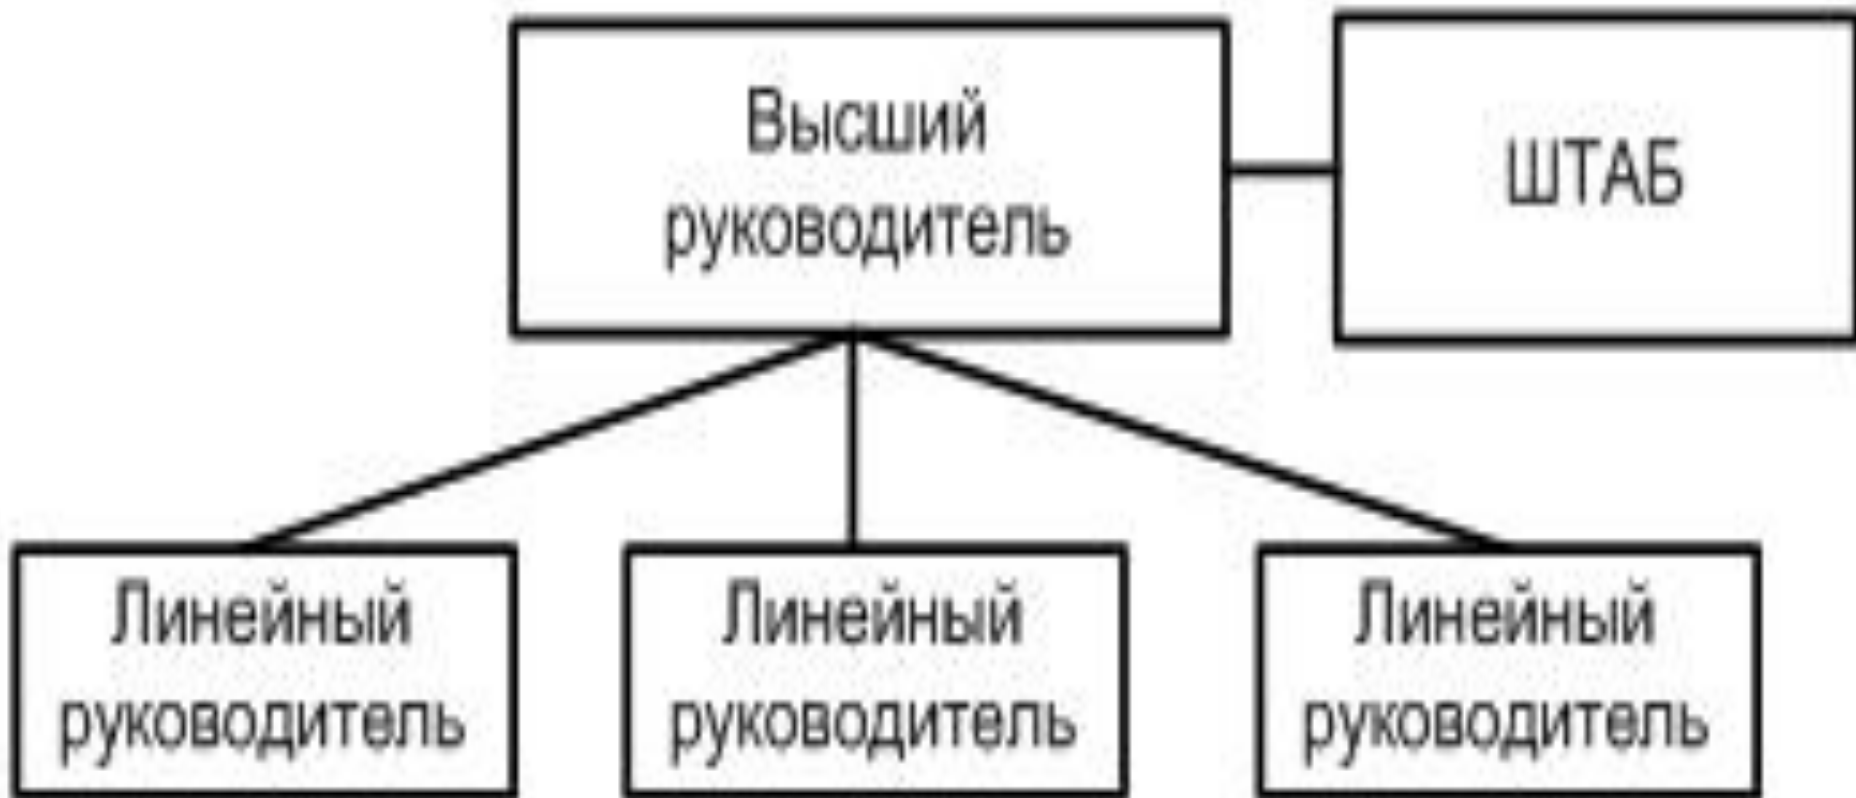 Высший
руководитель
ШТАБ
Линейный
руководитель
Линейный
руководитель
Линейный
руководитель